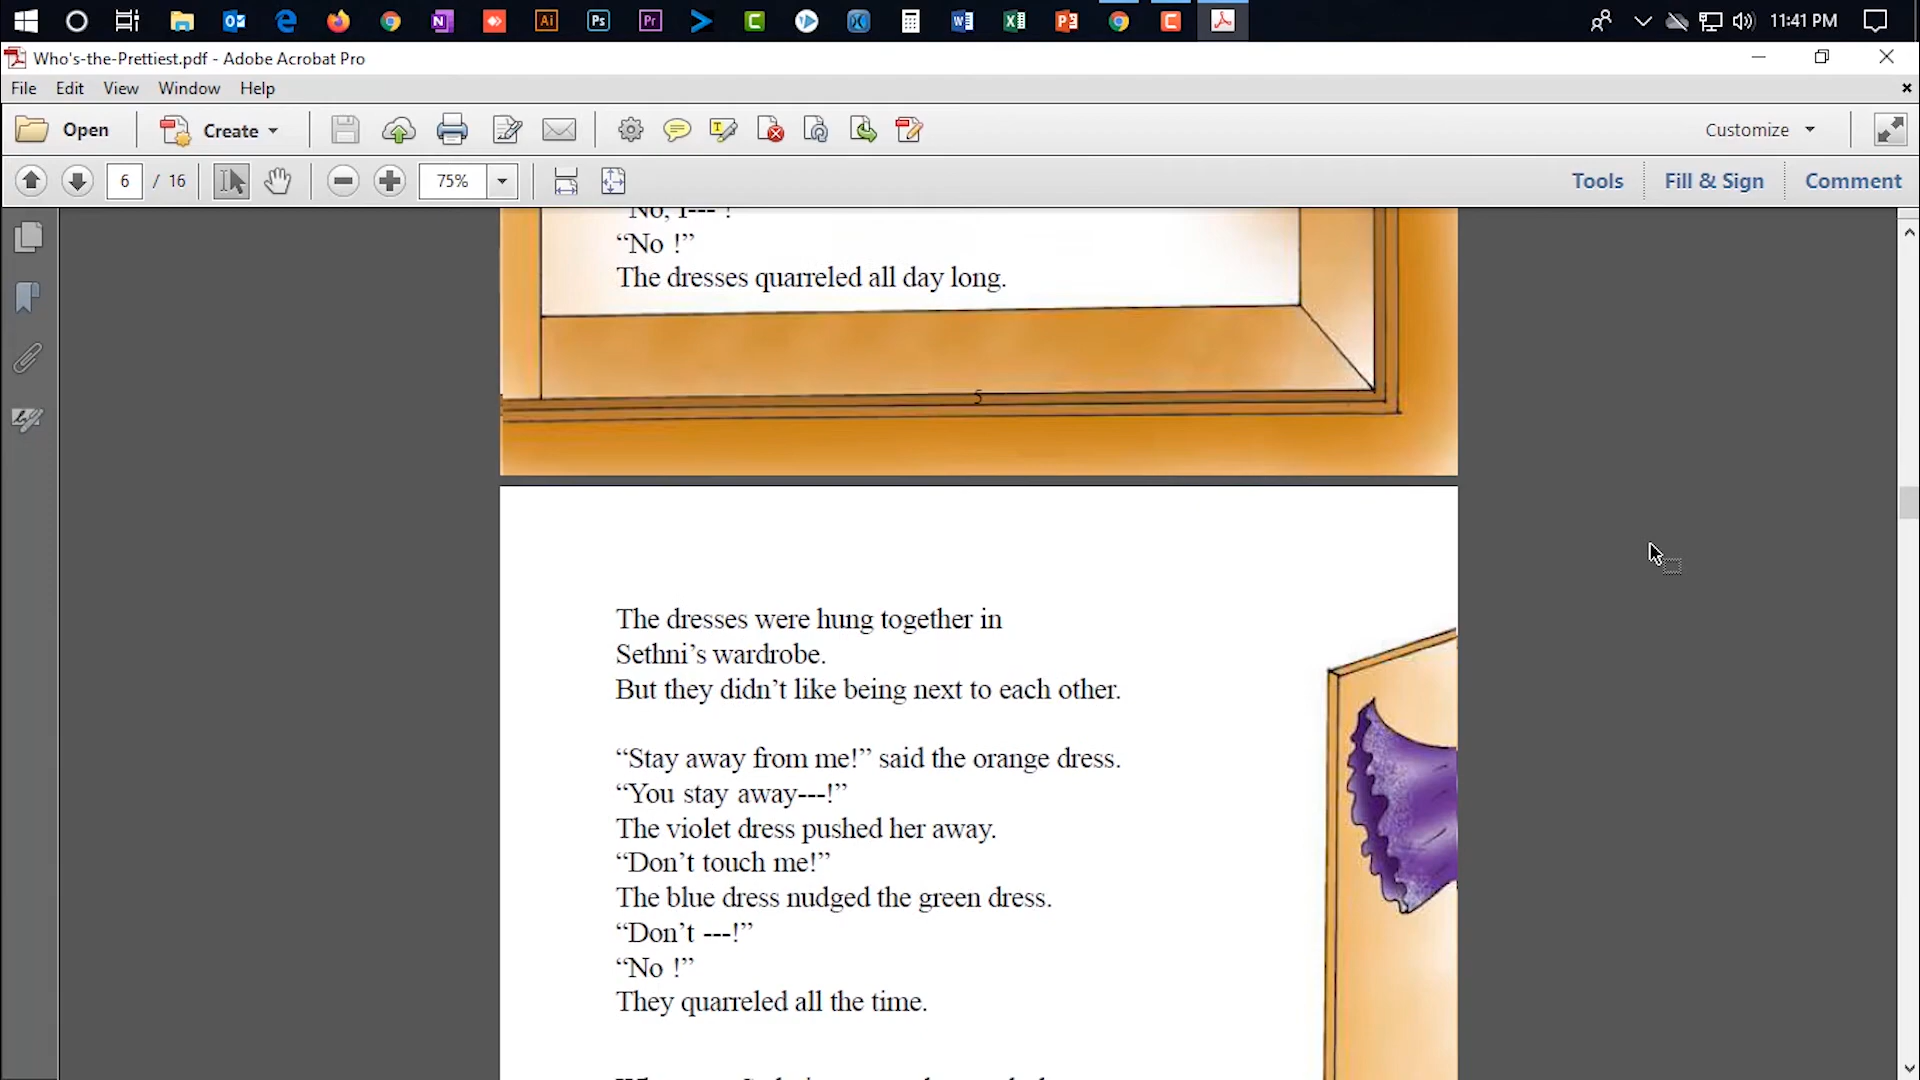 11:41 PM
Who's-the-Prettiest.pdf - Adobe Acrobat Pro
File Edit View Window Help
Open Create Customize
6 / 16 75% Tools Fill & Sign Comment
“No, I--- !
“No !”
The dresses quarreled all day long.
5
The dresses were hung together in
Sethni’s wardrobe.
But they didn’t like being next to each other.
“Stay away from me!” said the orange dress.
“You stay away---!”
The violet dress pushed her away.
“Don’t touch me!”
The blue dress nudged the green dress.
“Don’t ---!”
“No !”
They quarreled all the time.